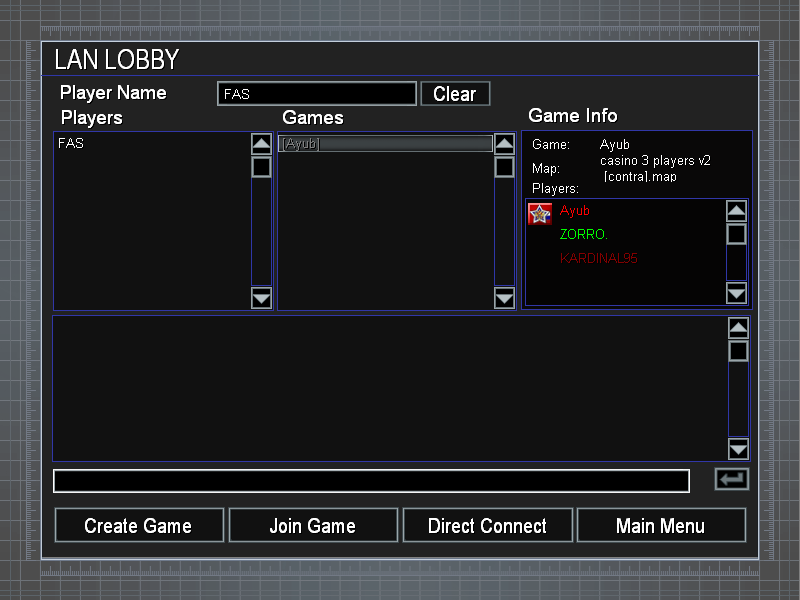 LAN LOBBY
Player Name
FAS
Clear
Players
Games
Game Info
FAS
[Ayub]
Game: Ayub
Map: casino 3 players v2
[contra].map
Players:
Ayub
ZORRO.
KARDINAL95
Create Game
Join Game
Direct Connect
Main Menu